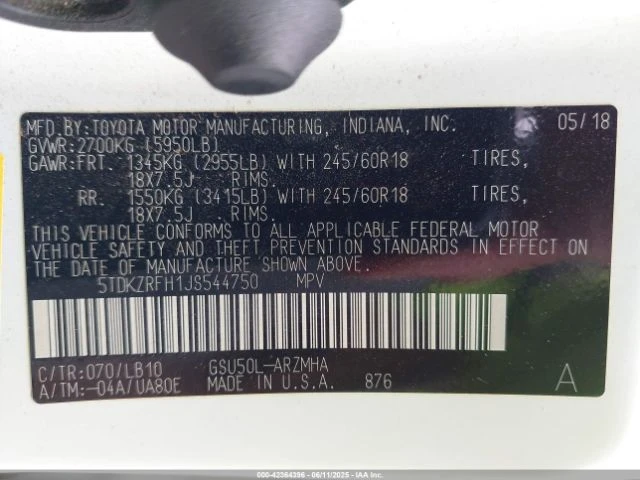 MFD.BY:TOYOTA MOTOR MANUFACTURING, INDIANA, INC. 05/18
GVWR:2700KG (5950LB)
GAWR:FRT. 1345KG (2955LB) WITH 245/60R18 TIRES,
18X7.5J RIMS.
RR. 1550KG (3415LB) WITH 245/60R18 TIRES,
18X7.5J RIMS.
THIS VEHICLE CONFORMS TO ALL APPLICABLE FEDERAL MOTOR
VEHICLE SAFETY AND THEFT PREVENTION STANDARDS IN EFFECT ON
THE DATE OF MANUFACTURE SHOWN ABOVE.
5TDKZRFH1JS544750 MPV
C/TR:070/LB10 GSU50L-ARZMHA
A/TM:-04A/UA80E MADE IN U.S.A. 876 A
000-42364396 - 06/11/2025 - IAA Inc.